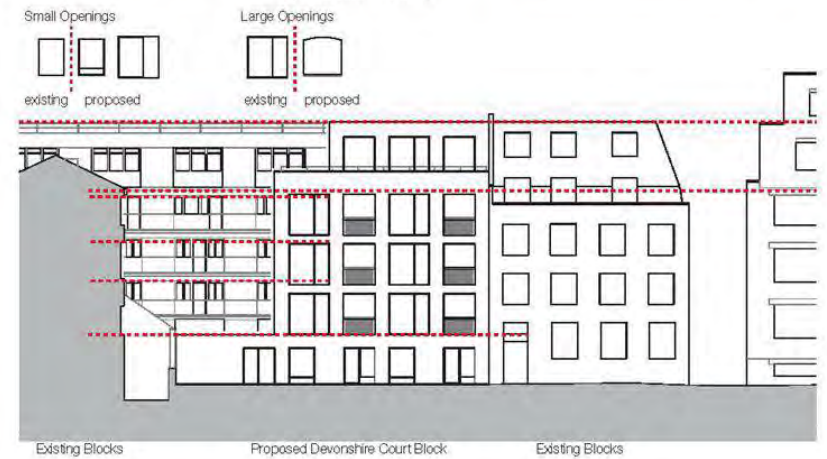 Small Openings
Large Openings
existing proposed
existing proposed
Existing Blocks
Proposed Devonshire Court Block
Existing Blocks